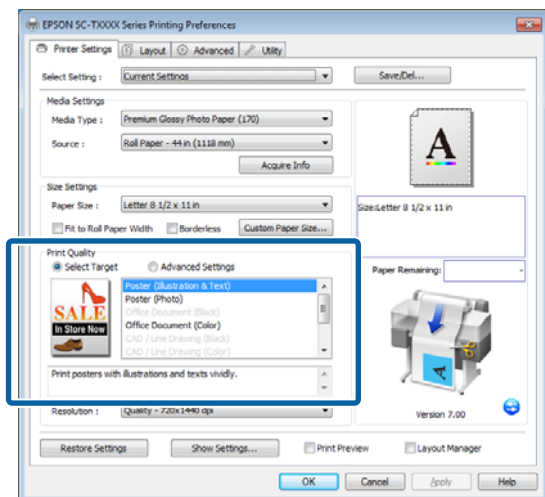 EPSON SC-TXXXX Series Printing Preferences
Printer Settings Layout Advanced Utility
Select Setting : Current Settings Save/Del...
Media Settings
Media Type : Premium Glossy Photo Paper (170)
Source : Roll Paper - 44 in (1118 mm)
Acquire Info
A
Size Settings
Paper Size : Letter 8 1/2 x 11 in
Size:Letter 8 1/2 x 11 in
Fit to Roll Paper Width Borderless Custom Paper Size...
Print Quality
Select Target Advanced Settings
Paper Remaining: -
SALE
In Store Now
Poster (Illustration & Text)
Poster (Photo)
Office Document (Black)
Office Document (Color)
CAD / Line Drawing (Black)
CAD / Line Drawing (Color)
Print posters with illustrations and texts vividly.
A
Resolution : Quality - 720x1440 dpi
Version 7.00
Restore Settings Show Settings... Print Preview Layout Manager
OK Cancel Apply Help